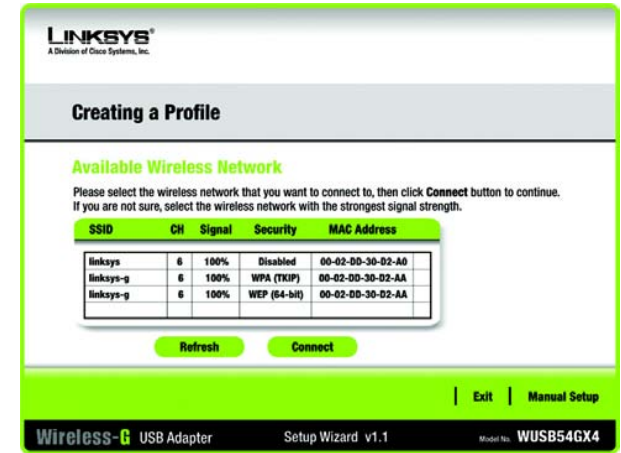 LINKSYS®
A Division of Cisco Systems, Inc.
Creating a Profile
Available Wireless Network
Please select the wireless network that you want to connect to, then click Connect button to continue.
If you are not sure, select the wireless network with the strongest signal strength.
SSID CH Signal Security MAC Address
linksys 6 100% Disabled 00-02-DD-30-D2-A0
linksys-g 6 100% WPA (TKIP) 00-02-DD-30-D2-AA
linksys-g 6 100% WEP (64-bit) 00-02-DD-30-D2-AA
Refresh Connect
Exit Manual Setup
Wireless-G USB Adapter Setup Wizard v1.1 Model No. WUSB54GX4